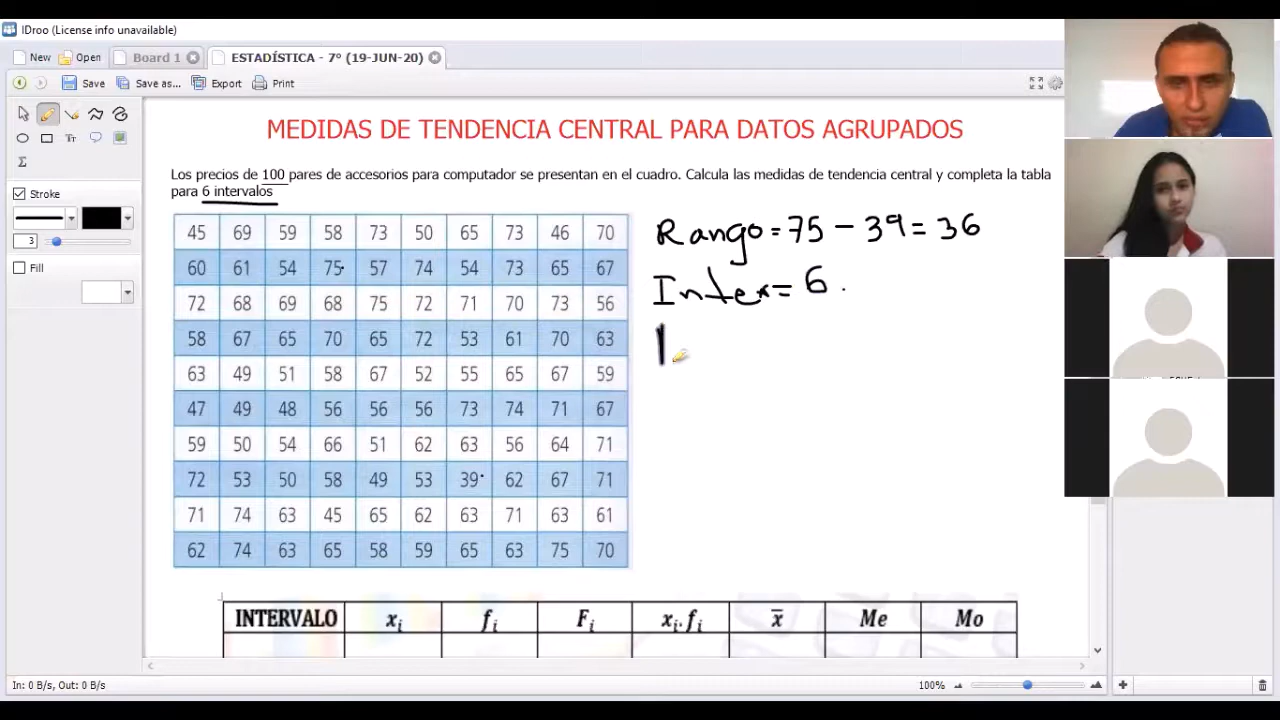 IDroo (License info unavailable)
New Open Board 1 ESTADÍSTICA - 7º (19-JUN-20)
Save Save as... Export Print
MEDIDAS DE TENDENCIA CENTRAL PARA DATOS AGRUPADOS
Los precios de 100 pares de accesorios para computador se presentan en el cuadro. Calcula las medidas de tendencia central y completa la tabla
para 6 intervalos
Tr
Σ
Stroke
3
Fill
45 69 59 58 73 50 65 73 46 70
60 61 54 75 57 74 54 73 65 67
72 68 69 68 75 72 71 70 73 56
58 67 65 70 65 72 53 61 70 63
63 49 51 58 67 52 55 65 67 59
47 49 48 56 56 56 73 74 71 67
59 50 54 66 51 62 63 56 64 71
72 53 50 58 49 53 39 62 67 71
71 74 63 45 65 62 63 71 63 61
62 74 63 65 58 59 65 63 75 70
Rango = 75 - 39 = 36
Inter = 6.
INTERVALO xᵢ fᵢ Fᵢ xᵢ.fᵢ x̄ Me Mo
In: 0 B/s, Out: 0 B/s
100%